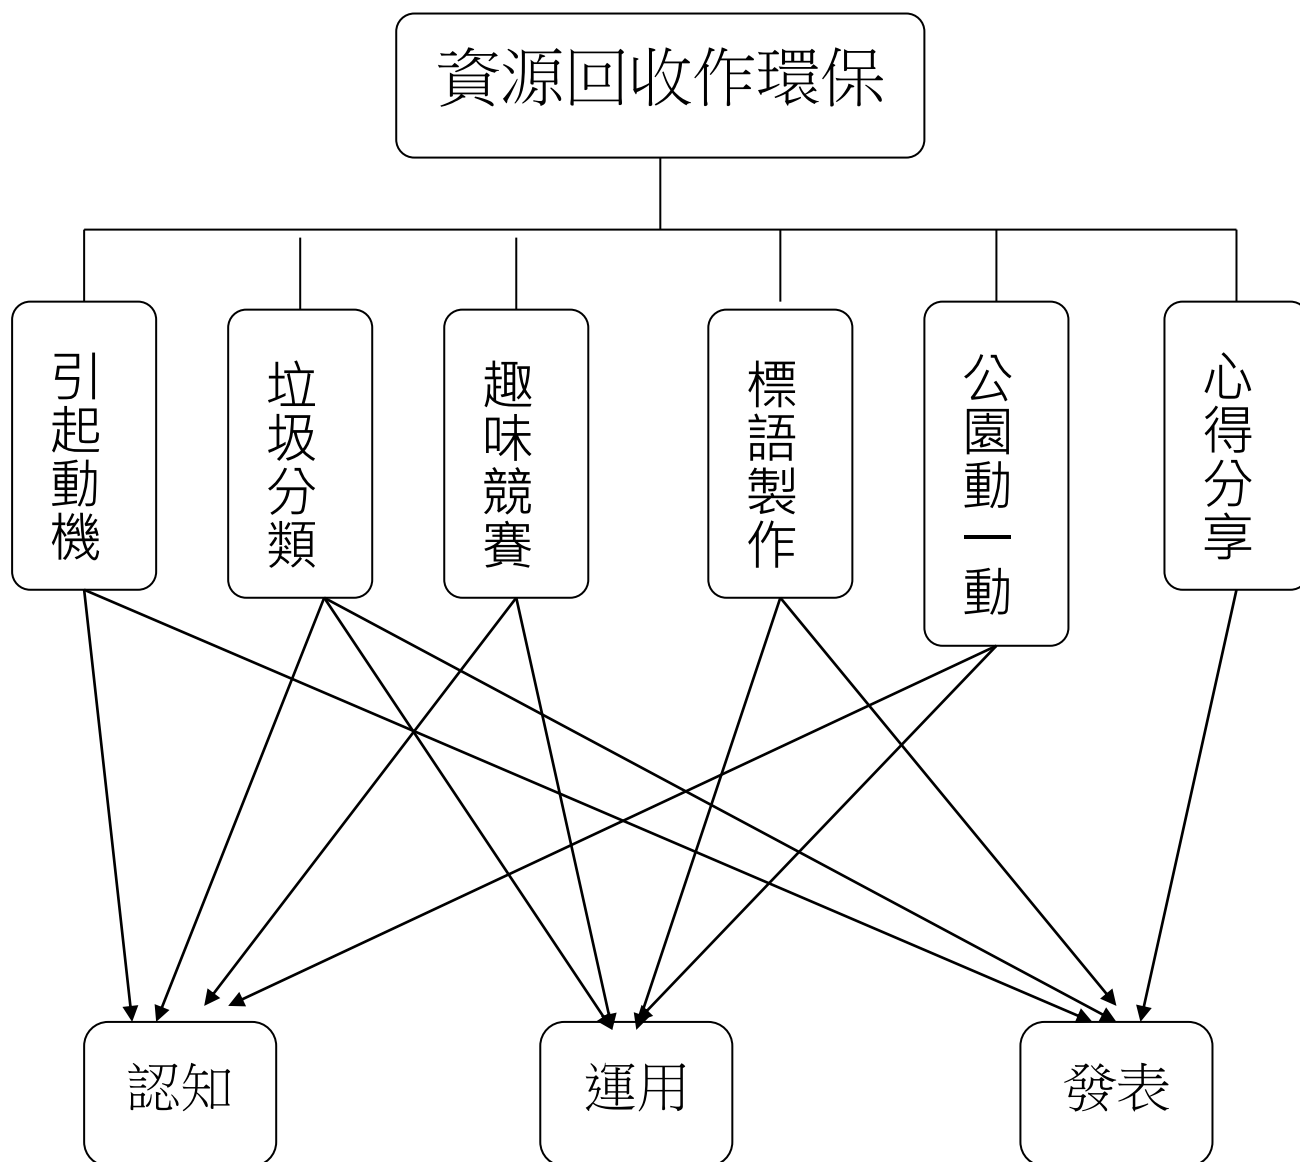 資源回收作環保
引起動機
垃圾分類
趣味競賽
標語製作
公園動一動
心得分享
認知
運用
發表